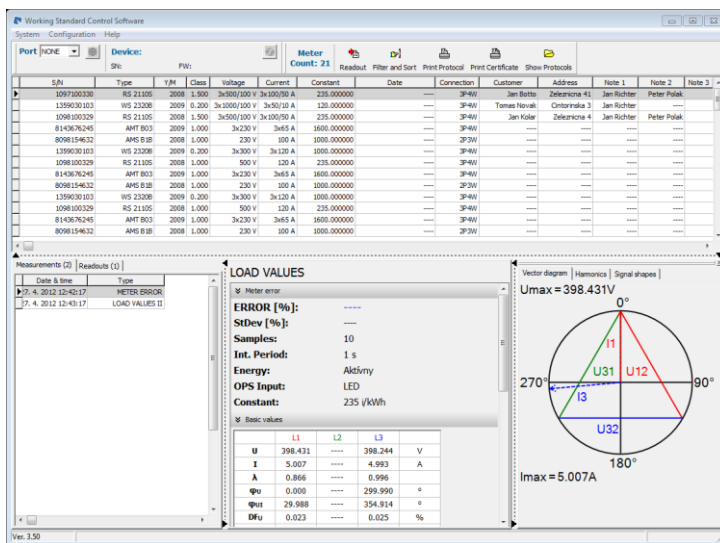 Working Standard Control Software
System Configuration Help
Port NONE Device: Meter Count: 21 Readout Filter and Sort Print Protocol Print Certificate Show Protocols
SN: FW:
S/N Type Y/M Class Voltage Current Constant Date Connection Customer Address Note 1 Note 2 Note 3
1097100330 RS 2110S 2008 1.500 3x500/100 V 3x100/50 A 235.000000 ---- 3P4W Jan Botto Zeleznicna 41 Jan Richter Peter Polak
1359030103 WS 2320B 2009 0.200 3x1000/100 V 3x50/10 A 120.000000 ---- 3P4W Tomas Novak Cintorinska 3 Jan Richter ----
1098100329 RS 2110S 2008 1.500 3x500/100 V 3x100/50 A 235.000000 ---- 3P4W Jan Kolar Zeleznicna 4 Jan Richter Peter Polak
8143676245 AMT B03 2009 1.000 3x230 V 3x65 A 1600.000000 ---- 3P4W ---- ---- ---- ----
8098154632 AMS B1B 2008 1.000 230 V 100 A 1000.000000 ---- 2P3W ---- ---- ---- ----
1359030103 WS 2320B 2009 0.200 3x300 V 3x120 A 1000.000000 ---- 3P4W ---- ---- ---- ----
1098100329 RS 2110S 2008 1.000 500 V 120 A 235.000000 ---- 3P4W ---- ---- ---- ----
8143676245 AMT B03 2009 1.000 3x230 V 3x65 A 1600.000000 ---- 3P4W ---- ---- ---- ----
8098154632 AMS B1B 2008 1.000 230 V 100 A 1000.000000 ---- 2P3W ---- ---- ---- ----
1359030103 WS 2320B 2009 0.200 3x300 V 3x120 A 1000.000000 ---- 3P4W ---- ---- ---- ----
1098100329 RS 2110S 2008 1.000 500 V 120 A 235.000000 ---- 3P4W ---- ---- ---- ----
8143676245 AMT B03 2009 1.000 3x230 V 3x65 A 1600.000000 ---- 3P4W ---- ---- ---- ----
8098154632 AMS B1B 2008 1.000 230 V 100 A 1000.000000 ---- 2P3W ---- ---- ---- ----
Measurements (2) Readouts (1)
Date & time Type
27. 4. 2012 12:42:17 METER ERROR
27. 4. 2012 12:43:17 LOAD VALUES II
LOAD VALUES
Meter error
ERROR [%]: ----
StDev [%]: ----
Samples: 10
Int. Period: 1 s
Energy: Aktívny
OPS Input: LED
Constant: 235 i/kWh
Basic values
L1 L2 L3
U 398.431 ---- 398.244 V
I 5.007 ---- 4.993 A
λ 0.866 ---- 0.996
φU 0.000 ---- 299.990 °
φUI 29.988 ---- 354.914 °
DFU 0.023 ---- 0.025 %
Vector diagram Harmonics Signal shapes
Umax = 398.431V
0°
I1
U31 U12
270° 90°
I3
U32
180°
Imax = 5.007A
Ver. 3.50